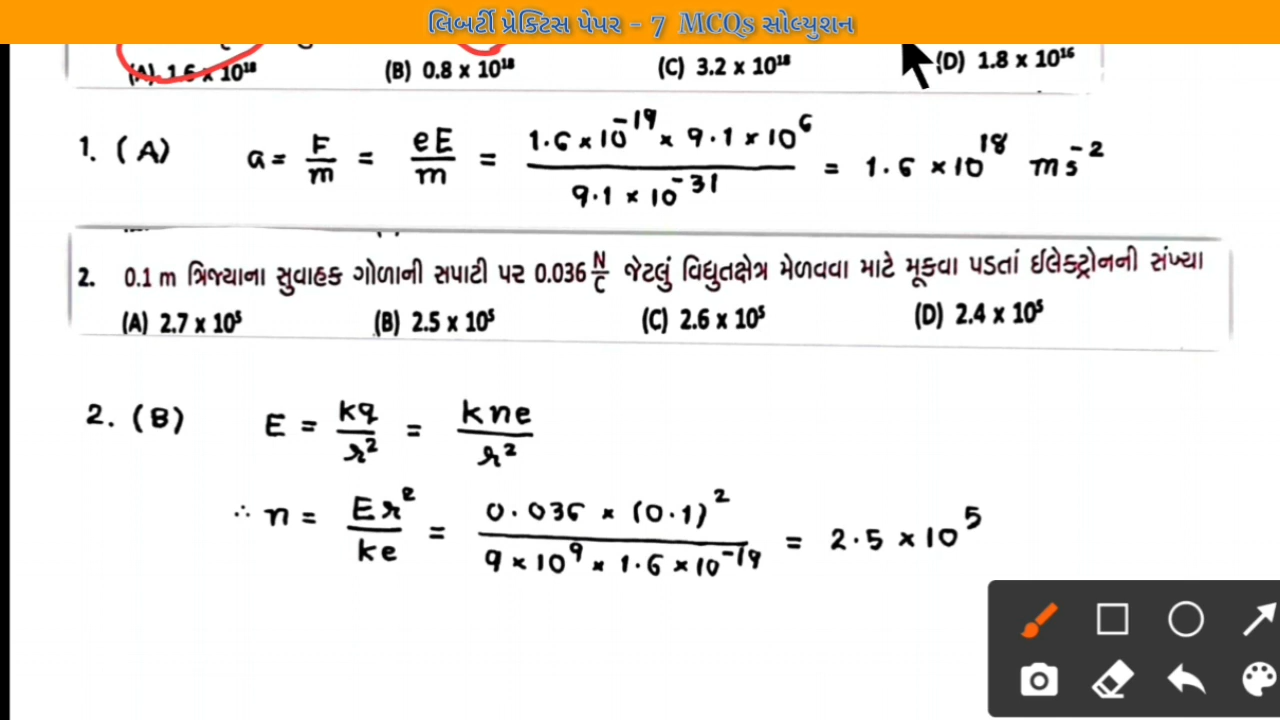 લિબર્ટી પ્રેક્ટિસ પેપર - 7 MCQs સોલ્યુશન
(A) 1.6 x 10¹⁸ (B) 0.8 x 10¹⁸ (C) 3.2 x 10¹⁸ (D) 1.8 x 10¹⁶
1. (A) a = F/m = eE/m = 1.6 x 10⁻¹⁹ x 9.1 x 10⁶ / 9.1 x 10⁻³¹ = 1.6 x 10¹⁸ ms⁻²
2. 0.1 m ત્રિજ્યાના સુવાહક ગોળાની સપાટી પર 0.036 N/C જેટલું વિદ્યુતક્ષેત્ર મેળવવા માટે મૂકવા પડતાં ઈલેક્ટ્રોનની સંખ્યા
(A) 2.7 x 10⁵ (B) 2.5 x 10⁵ (C) 2.6 x 10⁵ (D) 2.4 x 10⁵
2. (B) E = kq/r² = kne/r²
∴ n = Er²/ke = 0.036 x (0.1)² / 9 x 10⁹ x 1.6 x 10⁻¹⁹ = 2.5 x 10⁵